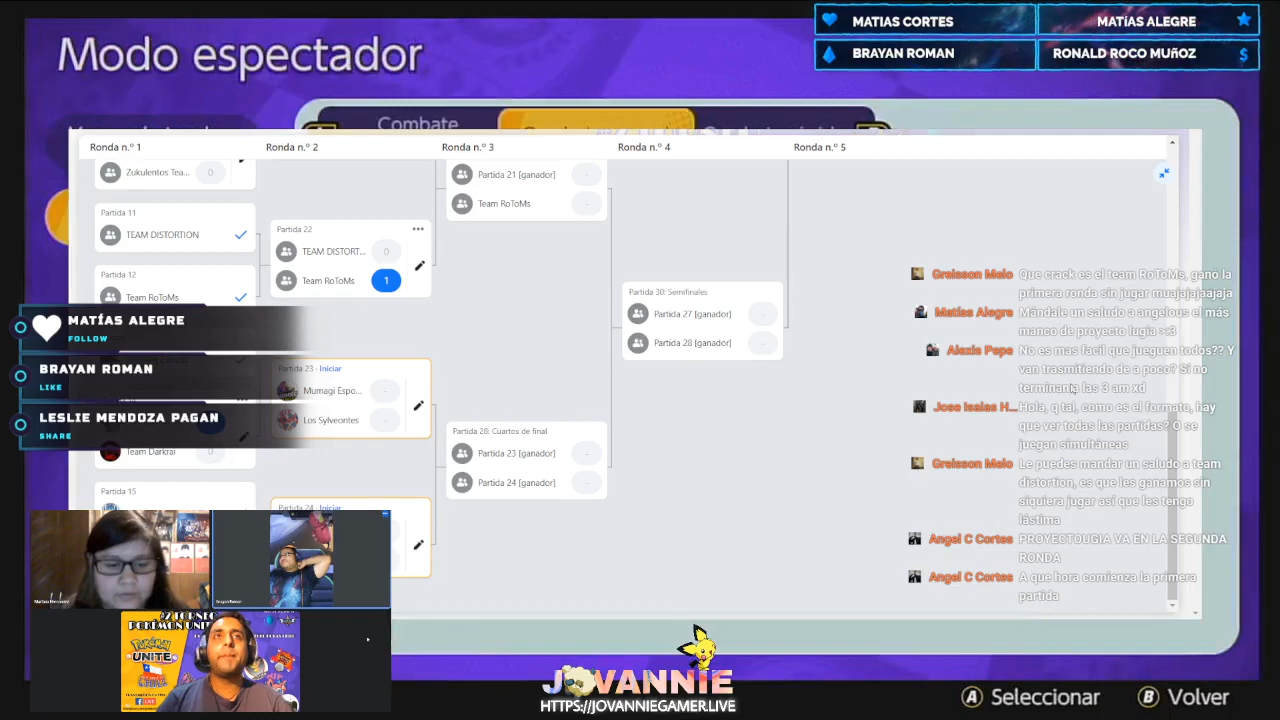 Modo espectador
MATIAS CORTES
MATíAS ALEGRE
BRAYAN ROMAN
RONALD ROCO MUñOZ
Combate
Ronda n.º 1
Ronda n.º 2
Ronda n.º 3
Ronda n.º 4
Ronda n.º 5
Zukulentos Tea... 0
Partida 11
TEAM DISTORTION
Partida 12
Team RoToMs
Partida 22
TEAM DISTORT... 0
Team RoToMs 1
Partida 21 [ganador] -
Team RoToMs -
Partida 30: Semifinales
Partida 27 [ganador] -
Partida 28 [ganador] -
MATÍAS ALEGRE
FOLLOW
BRAYAN ROMAN
LIKE
LESLIE MENDOZA PAGAN
SHARE
Partida 23 · Iniciar
Mumagi Espo... -
Los Sylveontes -
Team Darkrai 0
Partida 15
Partida 28: Cuartos de final
Partida 23 [ganador] -
Partida 24 [ganador] -
Partida 24 · Iniciar
Greisson Melo Que crack es el team RoToMs, ganó la
primera ronda sin jugar muajajajaajaja
Matías Alegre Mándale un saludo a angelous el más
manco de proyecto lugia >:3
Alexis Pepe No es mas facil que jueguen todos?? Y
van trasmitiendo de a poco? Si no
terminanta las 3 am xd
Jose Isaias H... Hola, q tal, como es el formato, hay
que ver todas las partidas? O se
juegan simultáneas
Greisson Melo Le puedes mandar un saludo a team
distortion, es que les ganamos sin
siquiera jugar así que les tengo
lástima
Angel C Cortes PROYECTOUGIA VA EN LA SEGUNDA
RONDA
Angel C Cortes A que hora comienza la primera
partida
TORNEO
POKÉMON UNITE
POKÉMON
UNITE
JOVANNIE
HTTPS://JOVANNIEGAMER.LIVE
A Seleccionar
B Volver